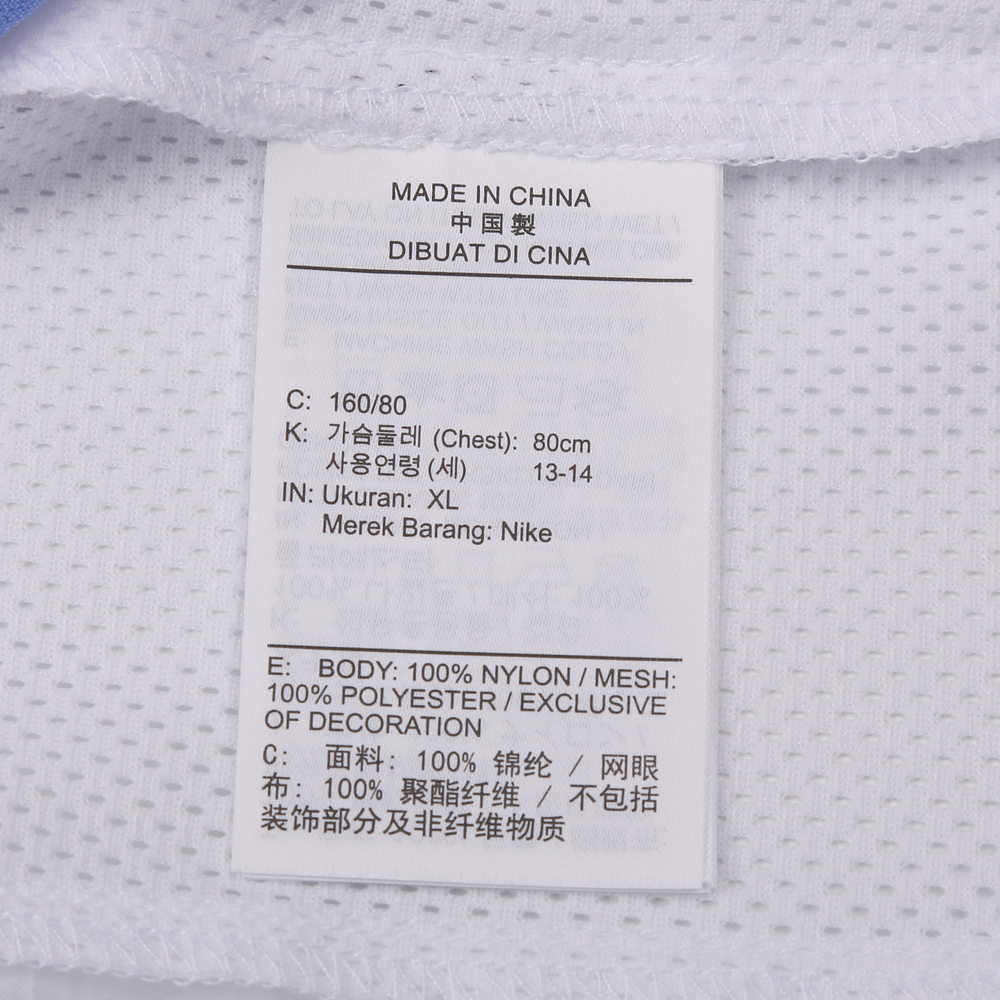 MADE IN CHINA
中国製
DIBUAT DI CINA
C: 160/80
K: 가슴둘레 (Chest): 80cm
사용연령 (세) 13-14
IN: Ukuran: XL
Merek Barang: Nike
E: BODY: 100% NYLON / MESH:
100% POLYESTER / EXCLUSIVE
OF DECORATION
C: 面料: 100% 锦纶 / 网眼
布: 100% 聚酯纤维 / 不包括
装饰部分及非纤维物质